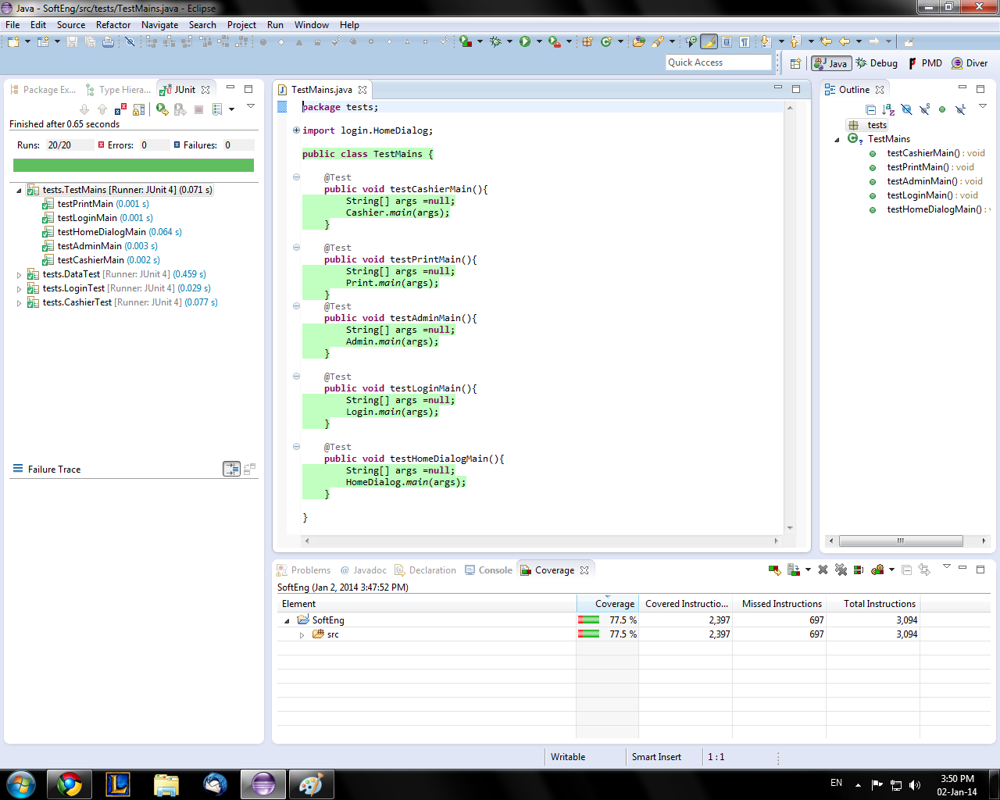 Java - SoftEng/src/tests/TestMains.java - Eclipse
File Edit Source Refactor Navigate Search Project Run Window Help
Quick Access
Java Debug PMD Diver
Package Ex... Type Hiera... JUnit
Finished after 0.65 seconds
Runs: 20/20 Errors: 0 Failures: 0
tests.TestMains [Runner: JUnit 4] (0.071 s)
testPrintMain (0.001 s)
testLoginMain (0.001 s)
testHomeDialogMain (0.064 s)
testAdminMain (0.003 s)
testCashierMain (0.002 s)
tests.DataTest [Runner: JUnit 4] (0.459 s)
tests.LoginTest [Runner: JUnit 4] (0.029 s)
tests.CashierTest [Runner: JUnit 4] (0.077 s)
Failure Trace
TestMains.java
package tests;
import login.HomeDialog;
public class TestMains {
@Test
public void testCashierMain(){
String[] args =null;
Cashier.main(args);
}
@Test
public void testPrintMain(){
String[] args =null;
Print.main(args);
}
@Test
public void testAdminMain(){
String[] args =null;
Admin.main(args);
}
@Test
public void testLoginMain(){
String[] args =null;
Login.main(args);
}
@Test
public void testHomeDialogMain(){
String[] args =null;
HomeDialog.main(args);
}
}
Outline
tests
TestMains
testCashierMain() : void
testPrintMain() : void
testAdminMain() : void
testLoginMain() : void
testHomeDialogMain() : v
Problems @ Javadoc Declaration Console Coverage
SoftEng (Jan 2, 2014 3:47:52 PM)
Element Coverage Covered Instructio... Missed Instructions Total Instructions
SoftEng 77.5 % 2,397 697 3,094
src 77.5 % 2,397 697 3,094
Writable Smart Insert 1 : 1
EN 3:50 PM
02-Jan-14